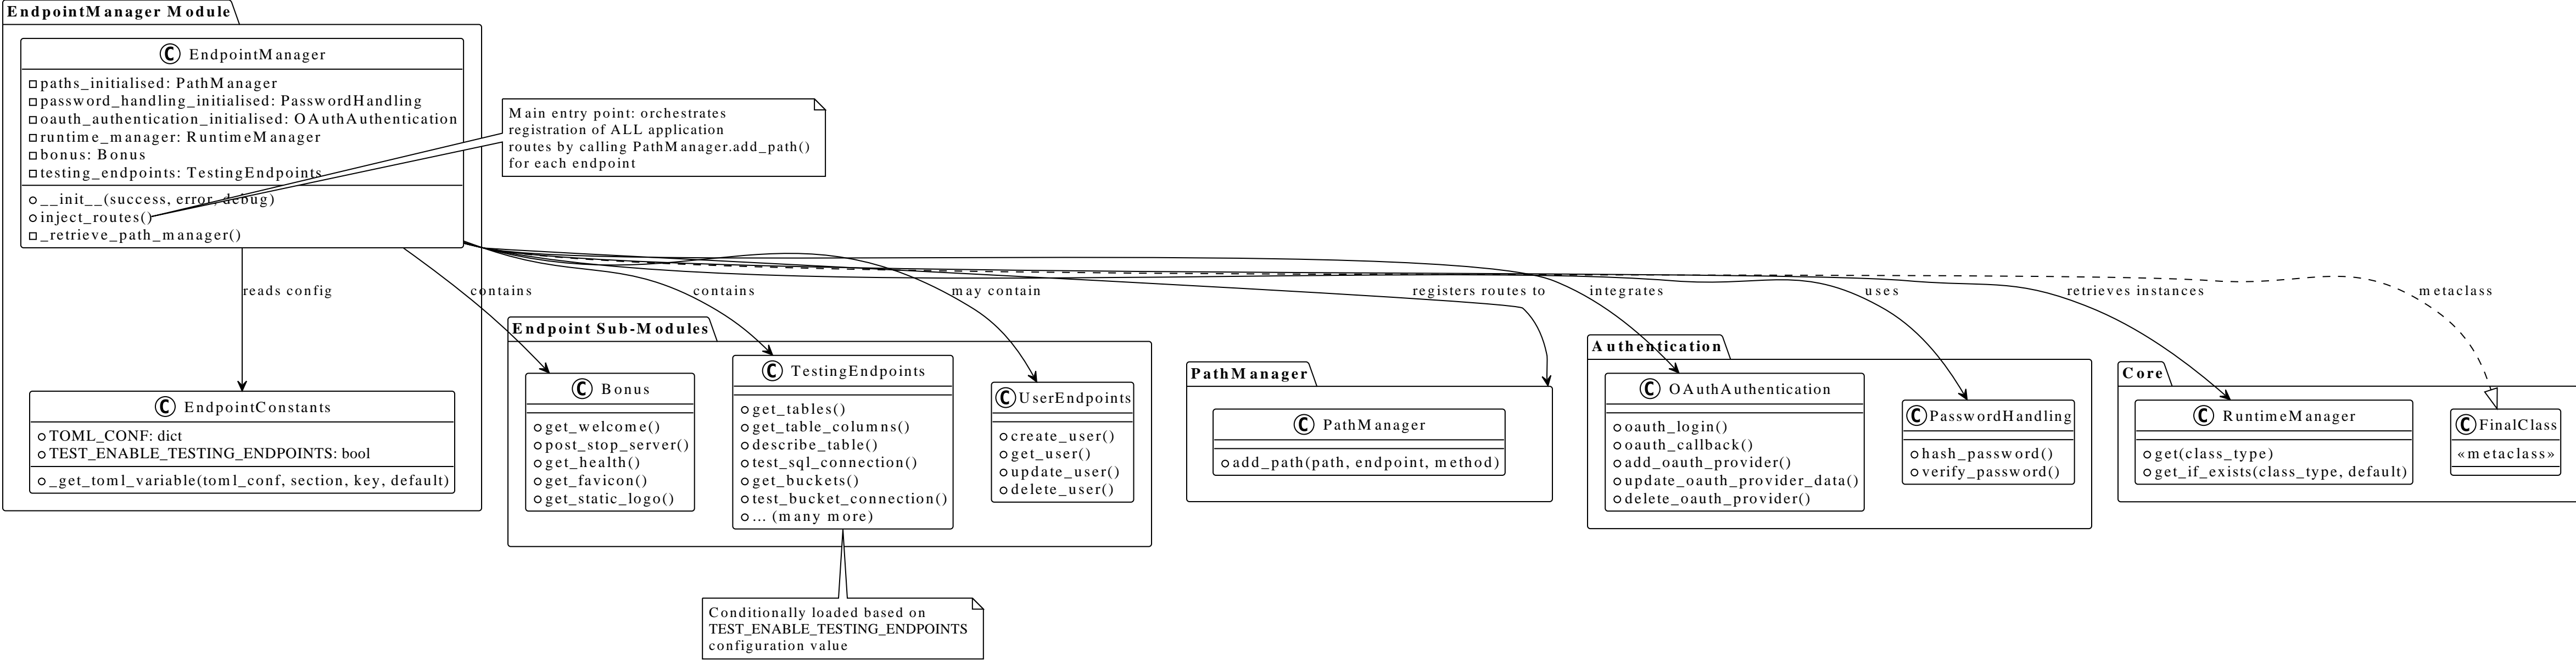 EndpointManager Module
EndpointManager
paths_initialised: PathManager
password_handling_initialised: PasswordHandling
oauth_authentication_initialised: OAuthAuthentication
runtime_manager: RuntimeManager
bonus: Bonus
testing_endpoints: TestingEndpoints
__init__(success, error, debug)
inject_routes()
_retrieve_path_manager()
Main entry point: orchestrates
registration of ALL application
routes by calling PathManager.add_path()
for each endpoint
reads config
contains
contains
may contain
registers routes to
integrates
uses
retrieves instances
metaclass
EndpointConstants
TOML_CONF: dict
TEST_ENABLE_TESTING_ENDPOINTS: bool
_get_toml_variable(toml_conf, section, key, default)
Endpoint Sub-Modules
Bonus
get_welcome()
post_stop_server()
get_health()
get_favicon()
get_static_logo()
TestingEndpoints
get_tables()
get_table_columns()
describe_table()
test_sql_connection()
get_buckets()
test_bucket_connection()
... (many more)
UserEndpoints
create_user()
get_user()
update_user()
delete_user()
PathManager
PathManager
add_path(path, endpoint, method)
Authentication
OAuthAuthentication
oauth_login()
oauth_callback()
add_oauth_provider()
update_oauth_provider_data()
delete_oauth_provider()
PasswordHandling
hash_password()
verify_password()
Core
RuntimeManager
get(class_type)
get_if_exists(class_type, default)
FinalClass
«metaclass»
Conditionally loaded based on
TEST_ENABLE_TESTING_ENDPOINTS
configuration value